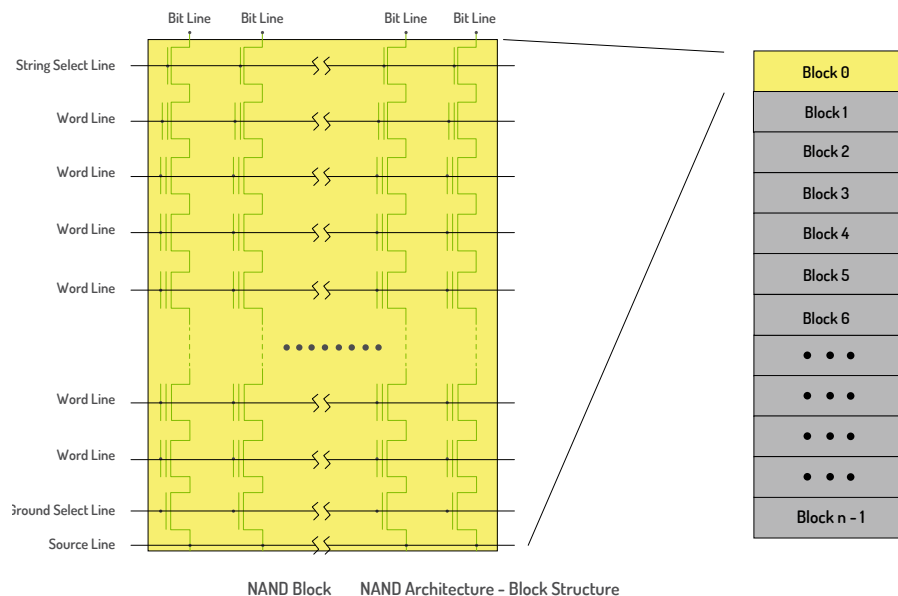 Bit Line Bit Line Bit Line Bit Line
String Select Line
Word Line
Word Line
Word Line
Word Line
Word Line
Word Line
Ground Select Line
Source Line
Block 0
Block 1
Block 2
Block 3
Block 4
Block 5
Block 6
Block n - 1
NAND Block NAND Architecture - Block Structure